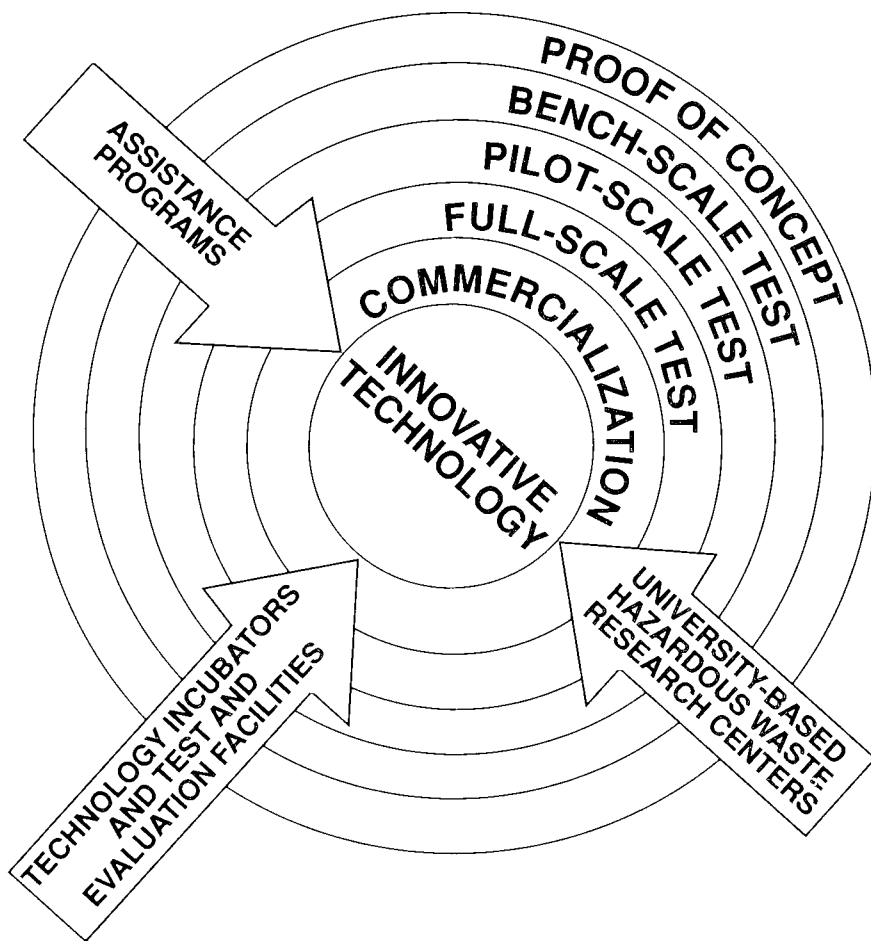 PROOF OF CONCEPT
BENCH-SCALE TEST
PILOT-SCALE TEST
FULL-SCALE TEST
COMMERCIALIZATION
INNOVATIVE
TECHNOLOGY
ASSISTANCE
PROGRAMS
TECHNOLOGY INCUBATORS
AND TEST AND
EVALUATION FACILITIES
UNIVERSITY-BASED
HAZARDOUS WASTE
RESEARCH CENTERS